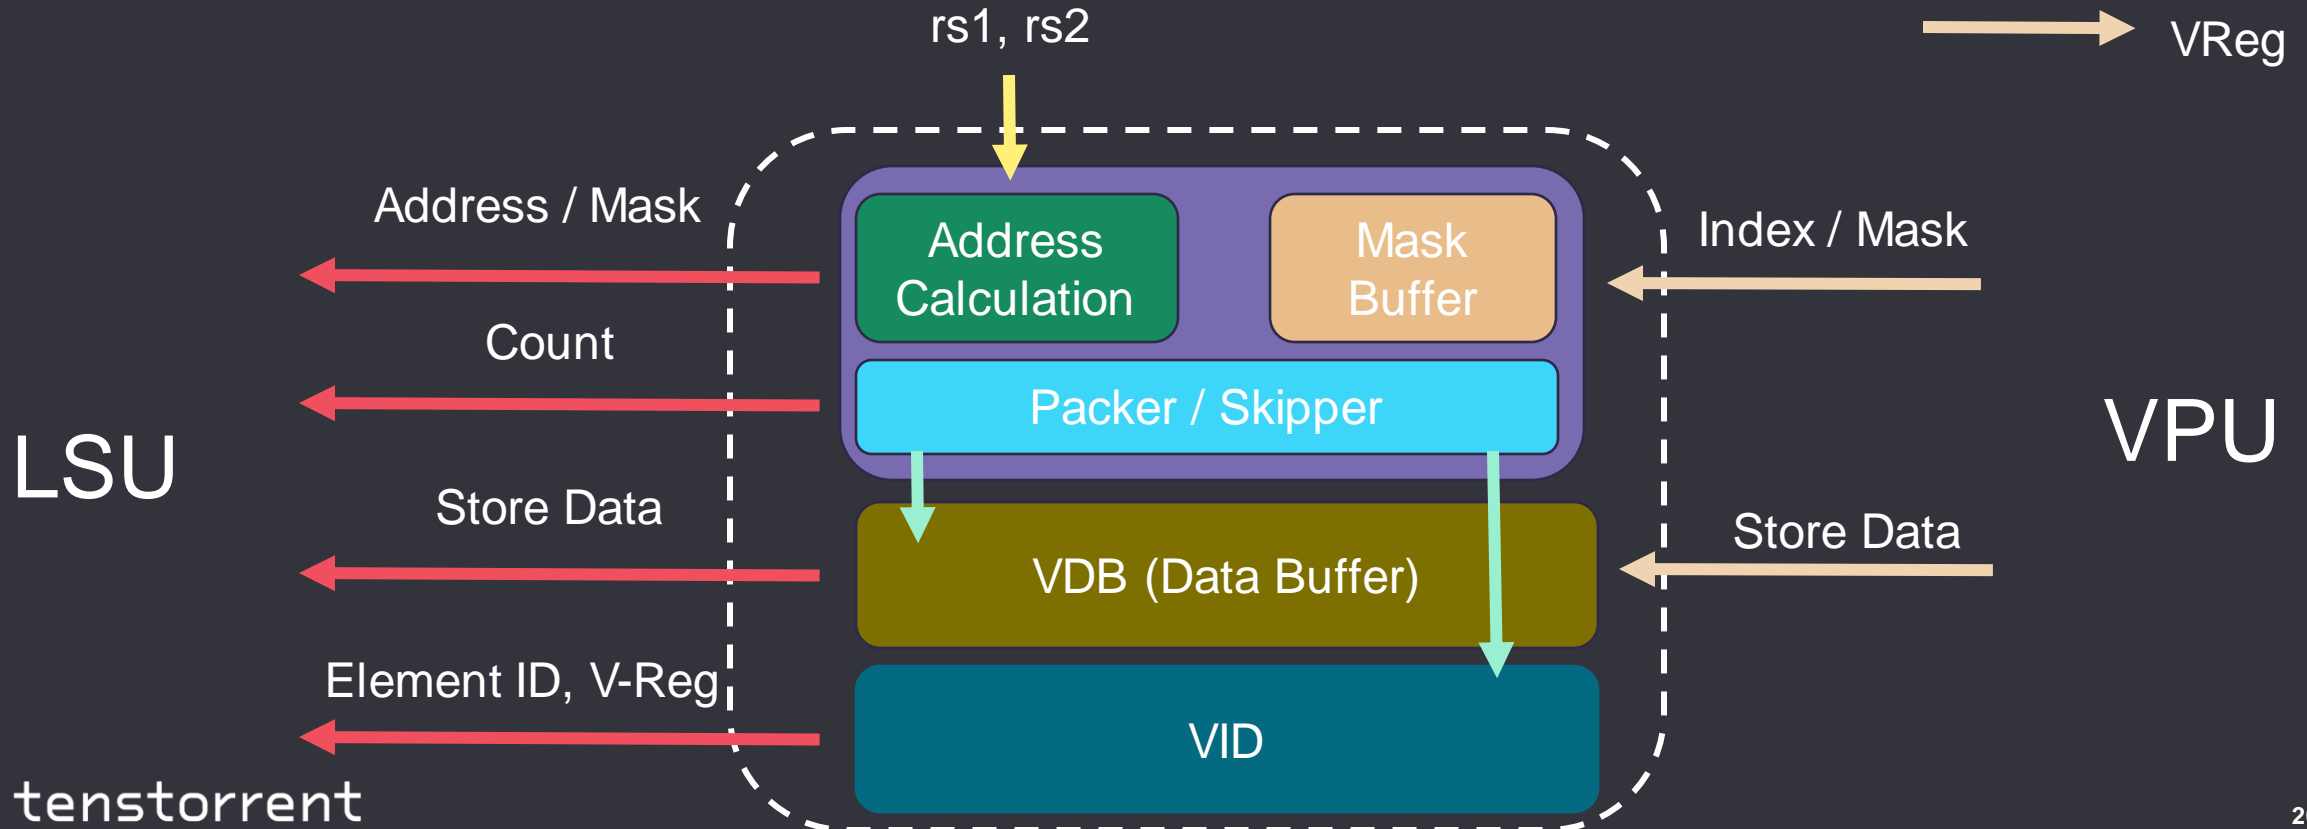 rs1, rs2
VReg
Address / Mask
Address
Calculation
Mask
Buffer
Index / Mask
Count
Packer / Skipper
LSU
VPU
Store Data
VDB (Data Buffer)
Store Data
Element ID, V-Reg
VID
tenstorrent